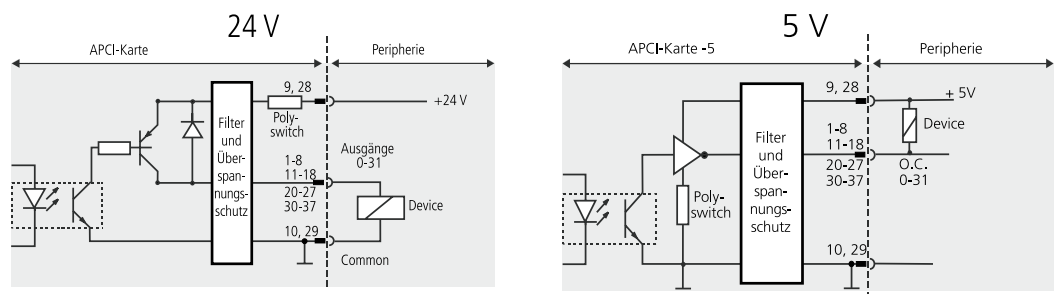 24 V
APCI-Karte
Peripherie
9, 28
+24 V
Poly-
switch
Filter
und
Über-
span-
nungs-
schutz
Ausgänge
0-31
1-8
11-18
20-27
30-37
Device
10, 29
Common
5 V
APCI-Karte -5
Peripherie
9, 28
+ 5V
Device
Filter
und
Über-
span-
nungs-
schutz
1-8
11-18
20-27
30-37
O.C.
0-31
Poly-
switch
10, 29